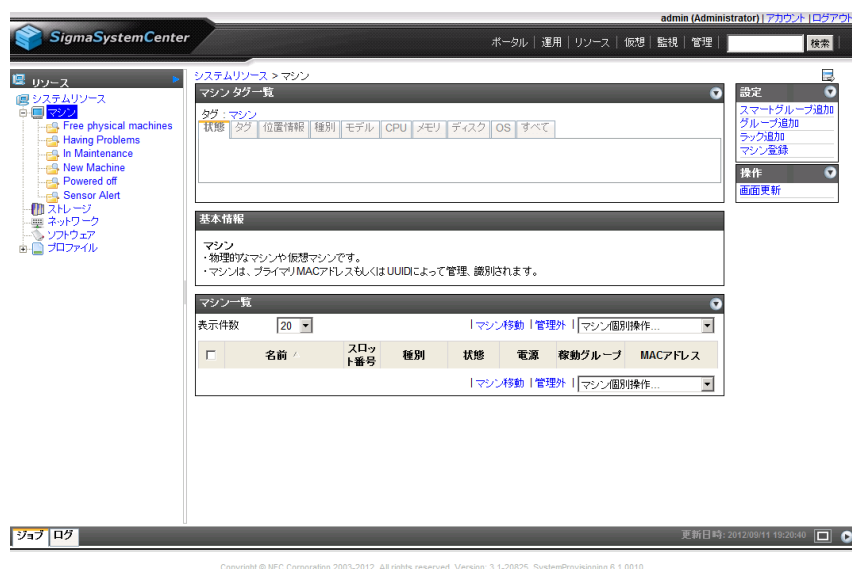 admin (Administrator) | アカウント | ログアウト
SigmaSystemCenter
ポータル | 運用 | リソース | 仮想 | 監視 | 管理 | 検索
リソース
システムリソース
マシン
Free physical machines
Having Problems
In Maintenance
New Machine
Powered off
Sensor Alert
ストレージ
ネットワーク
ソフトウェア
プロファイル
システムリソース > マシン
マシン タグ一覧
タグ : マシン
状態 タグ 位置情報 種別 モデル CPU メモリ ディスク OS すべて
基本情報
マシン
・物理的なマシンや仮想マシンです。
・マシンは、プライマリMACアドレスもしくはUUIDによって管理、識別されます。
マシン一覧
表示件数 20 | マシン移動 | 管理外 | マシン個別操作...
名前 スロット番号 種別 状態 電源 稼動グループ MACアドレス
| マシン移動 | 管理外 | マシン個別操作...
設定
スマートグループ追加
グループ追加
ラック追加
マシン登録
操作
画面更新
ジョブ ログ
更新日時: 2012/09/11 19:20:40
Copyright © NEC Corporation 2003-2012. All rights reserved. Version: 3.1-20825, SystemProvisioning 6.1.0010